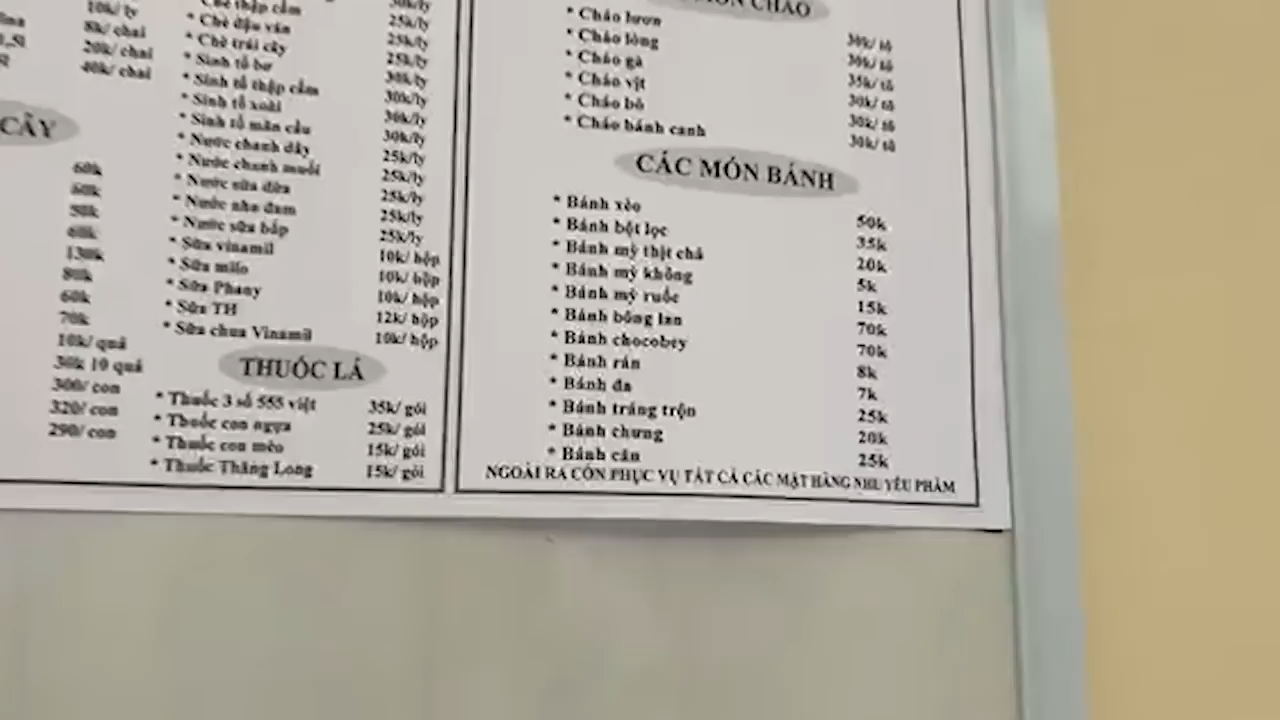 10k/ ly
8k/ chai
20k/ chai
40k/ chai
CÂY
60k
60k
50k
60k
130k
80k
60k
70k
10k/ quả
30k 10 quả
300/ con
320/ con
290/ con
* Chè thập cẩm 30k/ly
* Chè đậu ván 25k/ly
* Chè trái cây 25k/ly
* Sinh tố bơ 25k/ly
* Sinh tố thập cẩm 30k/ly
* Sinh tố xoài 30k/ly
* Sinh tố mãn cầu 30k/ly
* Nước chanh dây 30k/ly
* Nước chanh muối 25k/ly
* Nước sữa dừa 25k/ly
* Nước nha đam 25k/ly
* Nước sữa bắp 25k/ly
* Sữa vinamil 25k/ly
* Sữa milo 10k/ hộp
* Sữa Phany 10k/ hộp
* Sữa TH 10k/ hộp
* Sữa chua Vinamil 12k/ hộp
10k/ hộp
THUỐC LÁ
* Thuốc 3 số 555 việt 35k/ gói
* Thuốc con ngựa 25k/ gói
* Thuốc con mèo 15k/ gói
* Thuốc Thăng Long 15k/ gói
MÓN CHÁO
* Cháo lươn 30k/ tô
* Cháo lòng 30k/ tô
* Cháo gà 35k/ tô
* Cháo vịt 30k/ tô
* Cháo bò 30k/ tô
* Cháo bánh canh 30k/ tô
CÁC MÓN BÁNH
* Bánh xèo 50k
* Bánh bột lọc 35k
* Bánh mỳ thịt chả 20k
* Bánh mỳ không 5k
* Bánh mỳ ruốc 15k
* Bánh bông lan 70k
* Bánh chocobey 70k
* Bánh rán 8k
* Bánh đa 7k
* Bánh tráng trộn 25k
* Bánh chưng 20k
* Bánh căn 25k
NGOÀI RA CÒN PHỤC VỤ TẤT CẢ CÁC MẶT HÀNG NHU YẾU PHẨM